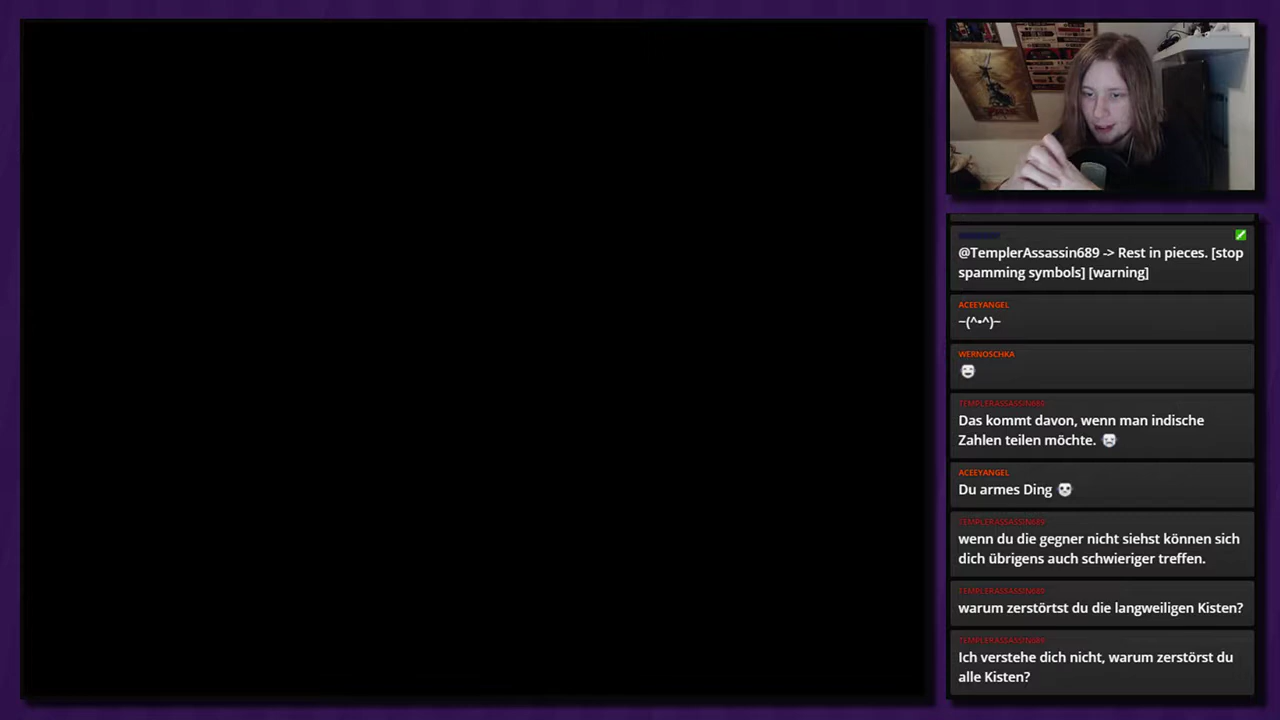 @TemplerAssassin689 -> Rest in pieces. [stop
spamming symbols] [warning]
ACEEYANGEL
~(^•^)~
WERNOSCHKA
TEMPLERASSASSIN689
Das kommt davon, wenn man indische
Zahlen teilen möchte.
ACEEYANGEL
Du armes Ding
TEMPLERASSASSIN689
wenn du die gegner nicht siehst können sich
dich übrigens auch schwieriger treffen.
TEMPLERASSASSIN689
warum zerstörtst du die langweiligen Kisten?
TEMPLERASSASSIN689
Ich verstehe dich nicht, warum zerstörst du
alle Kisten?